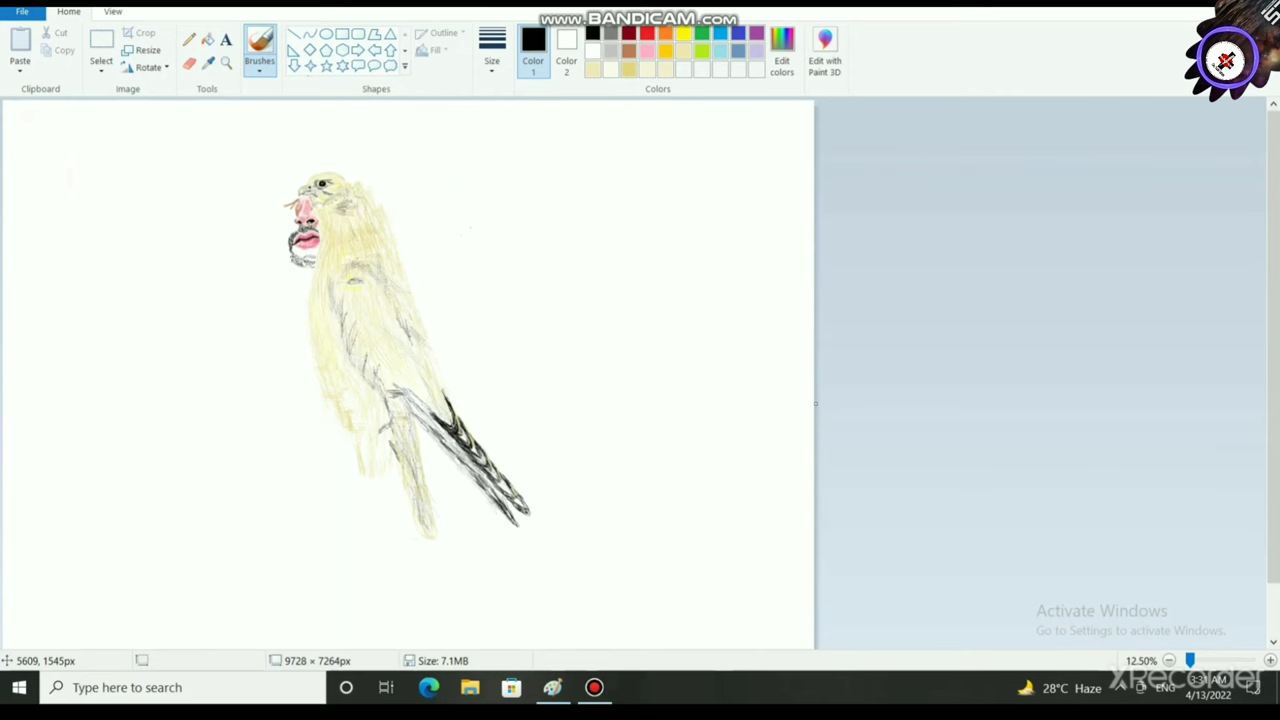 www.BANDICAM.com
File Home View
Paste
Cut
Copy
Clipboard
Select
Crop
Resize
Rotate
Image
A
Tools
Brushes
Outline
Fill
Shapes
Size
Color 1
Color 2
Edit colors
Colors
Edit with Paint 3D
Activate Windows
Go to Settings to activate Windows.
5609, 1545px
9728 × 7264px
Size: 7.1MB
12.50%
Type here to search
28°C Haze
ENG
3:31 AM
4/13/2022
XRecorder